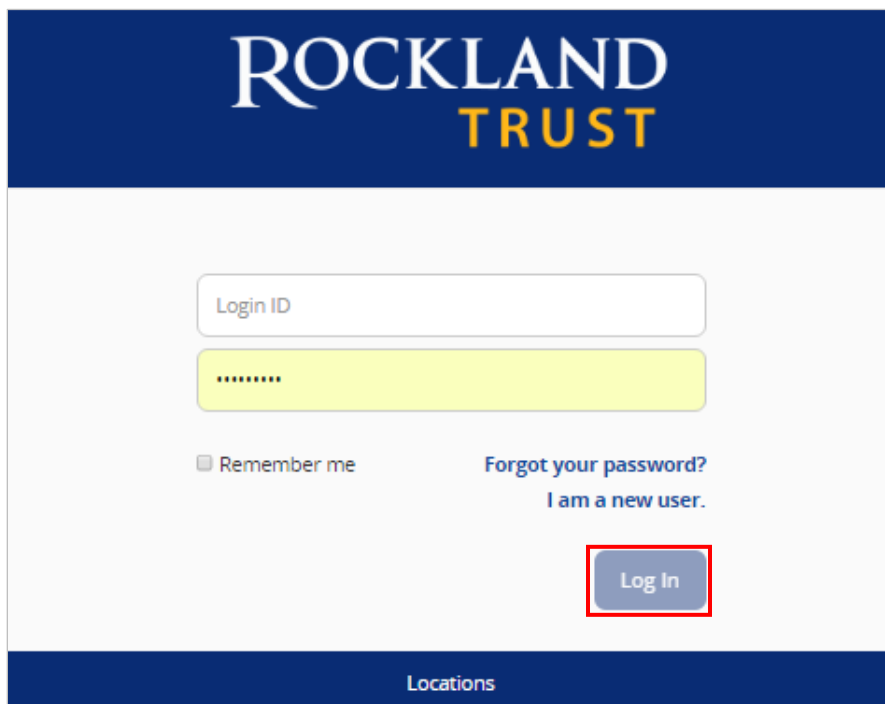 ROCKLAND
TRUST
Login ID
•••••••••
Remember me
Forgot your password?
I am a new user.
Log In
Locations